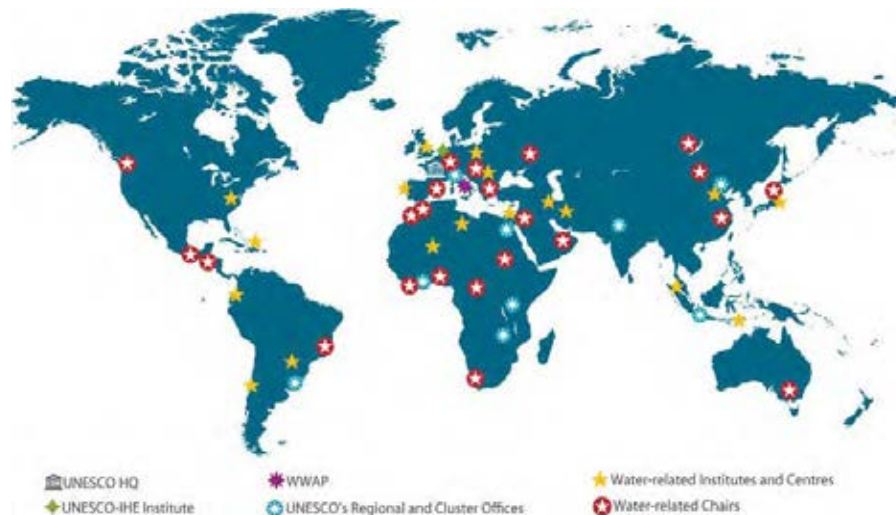 UNESCO HQ
WWAP
Water-related Institutes and Centres
UNESCO-IHE Institute
UNESCO's Regional and Cluster Offices
Water-related Chairs